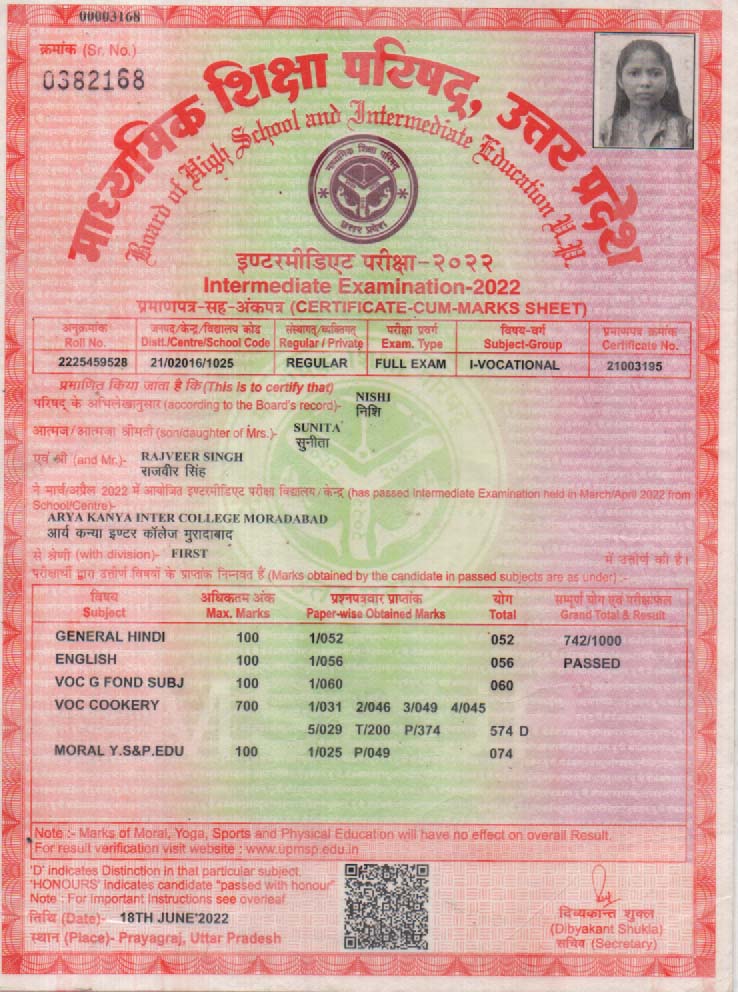 00003168
क्रमांक (Sr. No.)
0382168
माध्यमिक शिक्षा परिषद्, उत्तर प्रदेश
Board of High School and Intermediate Education U.P.
माध्यमिक शिक्षा परिषद्
उत्तर प्रदेश
इण्टरमीडिएट परीक्षा-२०२२
Intermediate Examination-2022
प्रमाणपत्र-सह-अंकपत्र (CERTIFICATE-CUM-MARKS SHEET)
अनुक्रमांक जनपद/केन्द्र/विद्यालय कोड संस्थागत/व्यक्तिगत परीक्षा प्रवर्ग विषय-वर्ग प्रमाणपत्र क्रमांक
Roll No. Distt./Centre/School Code Regular / Private Exam. Type Subject-Group Certificate No.
2225459528 21/02016/1025 REGULAR FULL EXAM I-VOCATIONAL 21003195
प्रमाणित किया जाता है कि (This is to certify that)
परिषद के अभिलेखानुसार (according to the Board's record)- NISHI
निशि
आत्मज/आत्मजा श्रीमती (son/daughter of Mrs.)- SUNITA
सुनीता
एवं श्री (and Mr.)- RAJVEER SINGH
राजवीर सिंह
ने मार्च/अप्रैल 2022 में आयोजित इण्टरमीडिएट परीक्षा विद्यालय/केन्द्र (has passed Intermediate Examination held in March/April 2022 from
School/Centre)-
ARYA KANYA INTER COLLEGE MORADABAD
आर्य कन्या इण्टर कॉलेज मुरादाबाद
से श्रेणी (with division)- FIRST में उत्तीर्ण की है।
परीक्षार्थी द्वारा उत्तीर्ण विषयों के प्राप्तांक निम्नवत हैं (Marks obtained by the candidate in passed subjects are as under) :-
विषय अधिकतम अंक प्रश्नपत्रवार प्राप्तांक योग सम्पूर्ण योग एवं परीक्षाफल
Subject Max. Marks Paper-wise Obtained Marks Total Grand Total & Result
GENERAL HINDI 100 1/052 052 742/1000
ENGLISH 100 1/056 056 PASSED
VOC G FOND SUBJ 100 1/060 060
VOC COOKERY 700 1/031 2/046 3/049 4/045
5/029 T/200 P/374 574 D
MORAL Y.S&P.EDU 100 1/025 P/049 074
Note :- Marks of Moral, Yoga, Sports and Physical Education will have no effect on overall Result.
For result verification visit website : www.upmsp.edu.in
'D' indicates Distinction in that particular subject.
'HONOURS' indicates candidate "passed with honour"
Note : For Important Instructions see overleaf
तिथि (Date)- 18TH JUNE'2022
स्थान (Place)- Prayagraj, Uttar Pradesh
दिव्यकान्त शुक्ल
(Dibyakant Shukla)
सचिव (Secretary)